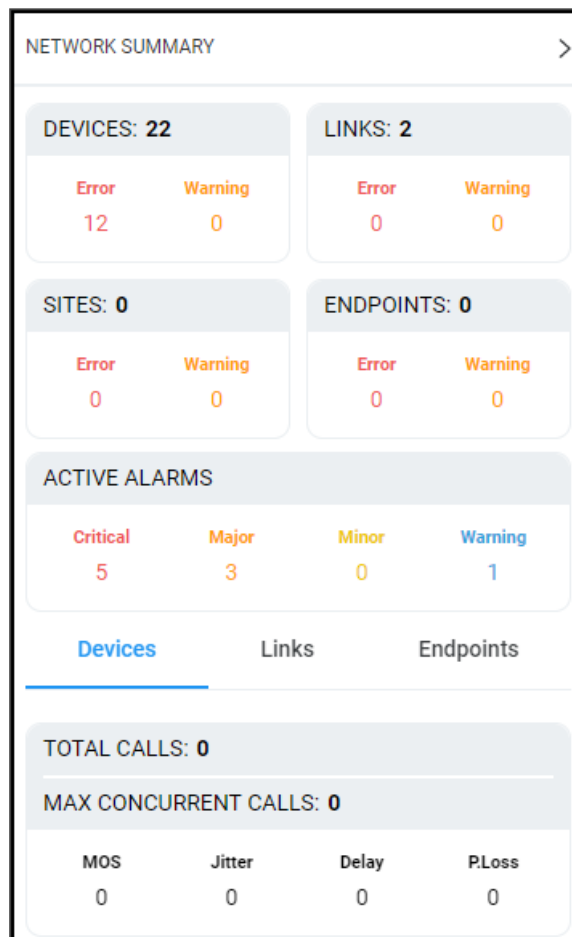 NETWORK SUMMARY >
DEVICES: 22
LINKS: 2
Error Warning
12 0
Error Warning
0 0
SITES: 0
ENDPOINTS: 0
Error Warning
0 0
Error Warning
0 0
ACTIVE ALARMS
Critical Major Minor Warning
5 3 0 1
Devices Links Endpoints
TOTAL CALLS: 0
MAX CONCURRENT CALLS: 0
MOS Jitter Delay P.Loss
0 0 0 0